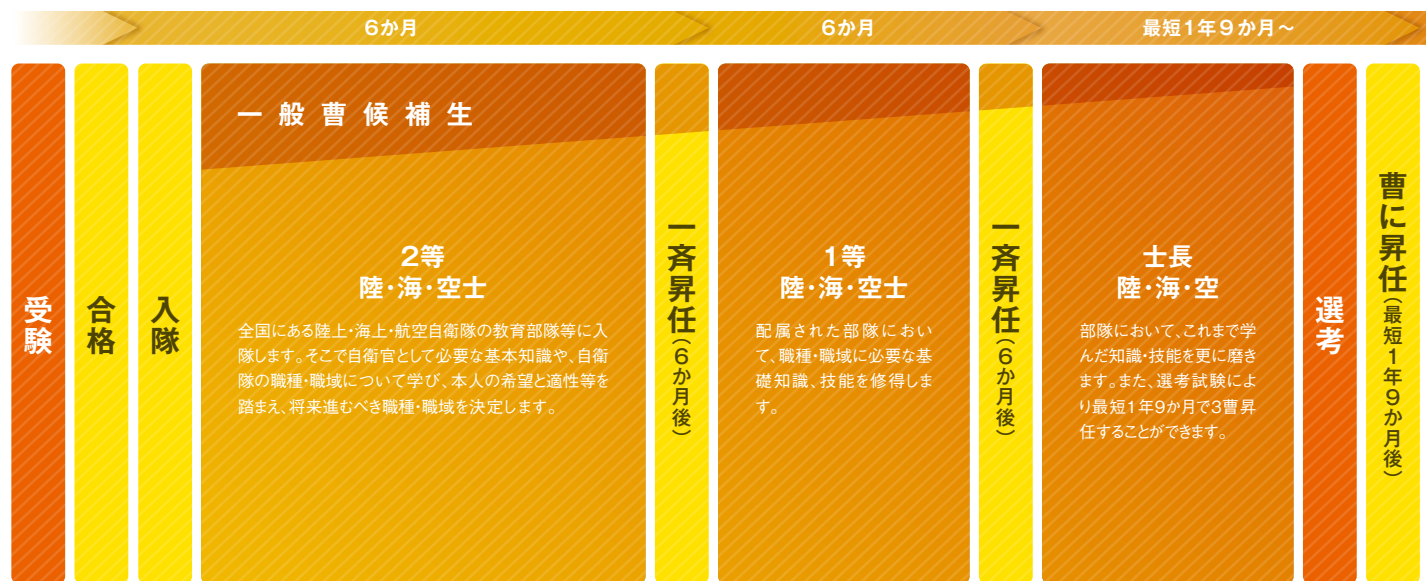 6か月
6か月
最短1年9か月～
受験
合格
入隊
一般曹候補生
2等
陸・海・空士
全国にある陸上・海上・航空自衛隊の教育部隊等に入
隊します。そこで自衛官として必要な基本知識や、自衛
隊の職種・職域について学び、本人の希望と適性等を
踏まえ、将来進むべき職種・職域を決定します。
一斉昇任（6か月後）
1等
陸・海・空士
配属された部隊におい
て、職種・職域に必要な基
礎知識、技能を修得しま
す。
一斉昇任（6か月後）
士長
陸・海・空
部隊において、これまで学
んだ知識・技能を更に磨き
ます。また、選考試験によ
り最短1年9か月で3曹昇
任することができます。
選考
曹に昇任（最短1年9か月後）